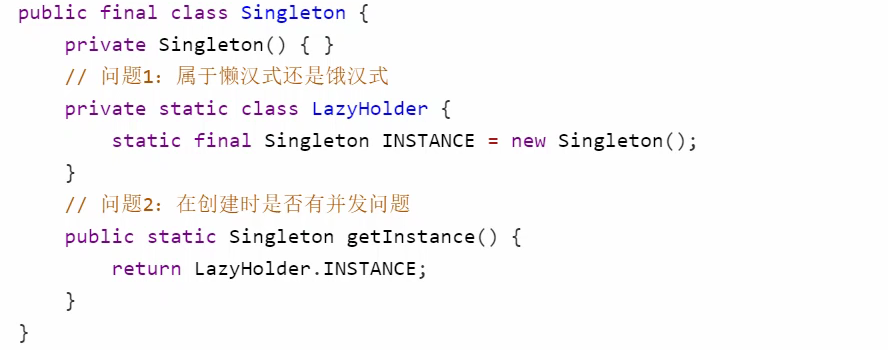 public final class Singleton {
    private Singleton() { }
    // 问题1：属于懒汉式还是饿汉式
    private static class LazyHolder {
        static final Singleton INSTANCE = new Singleton();
    }
    // 问题2：在创建时是否有并发问题
    public static Singleton getInstance() {
        return LazyHolder.INSTANCE;
    }
}